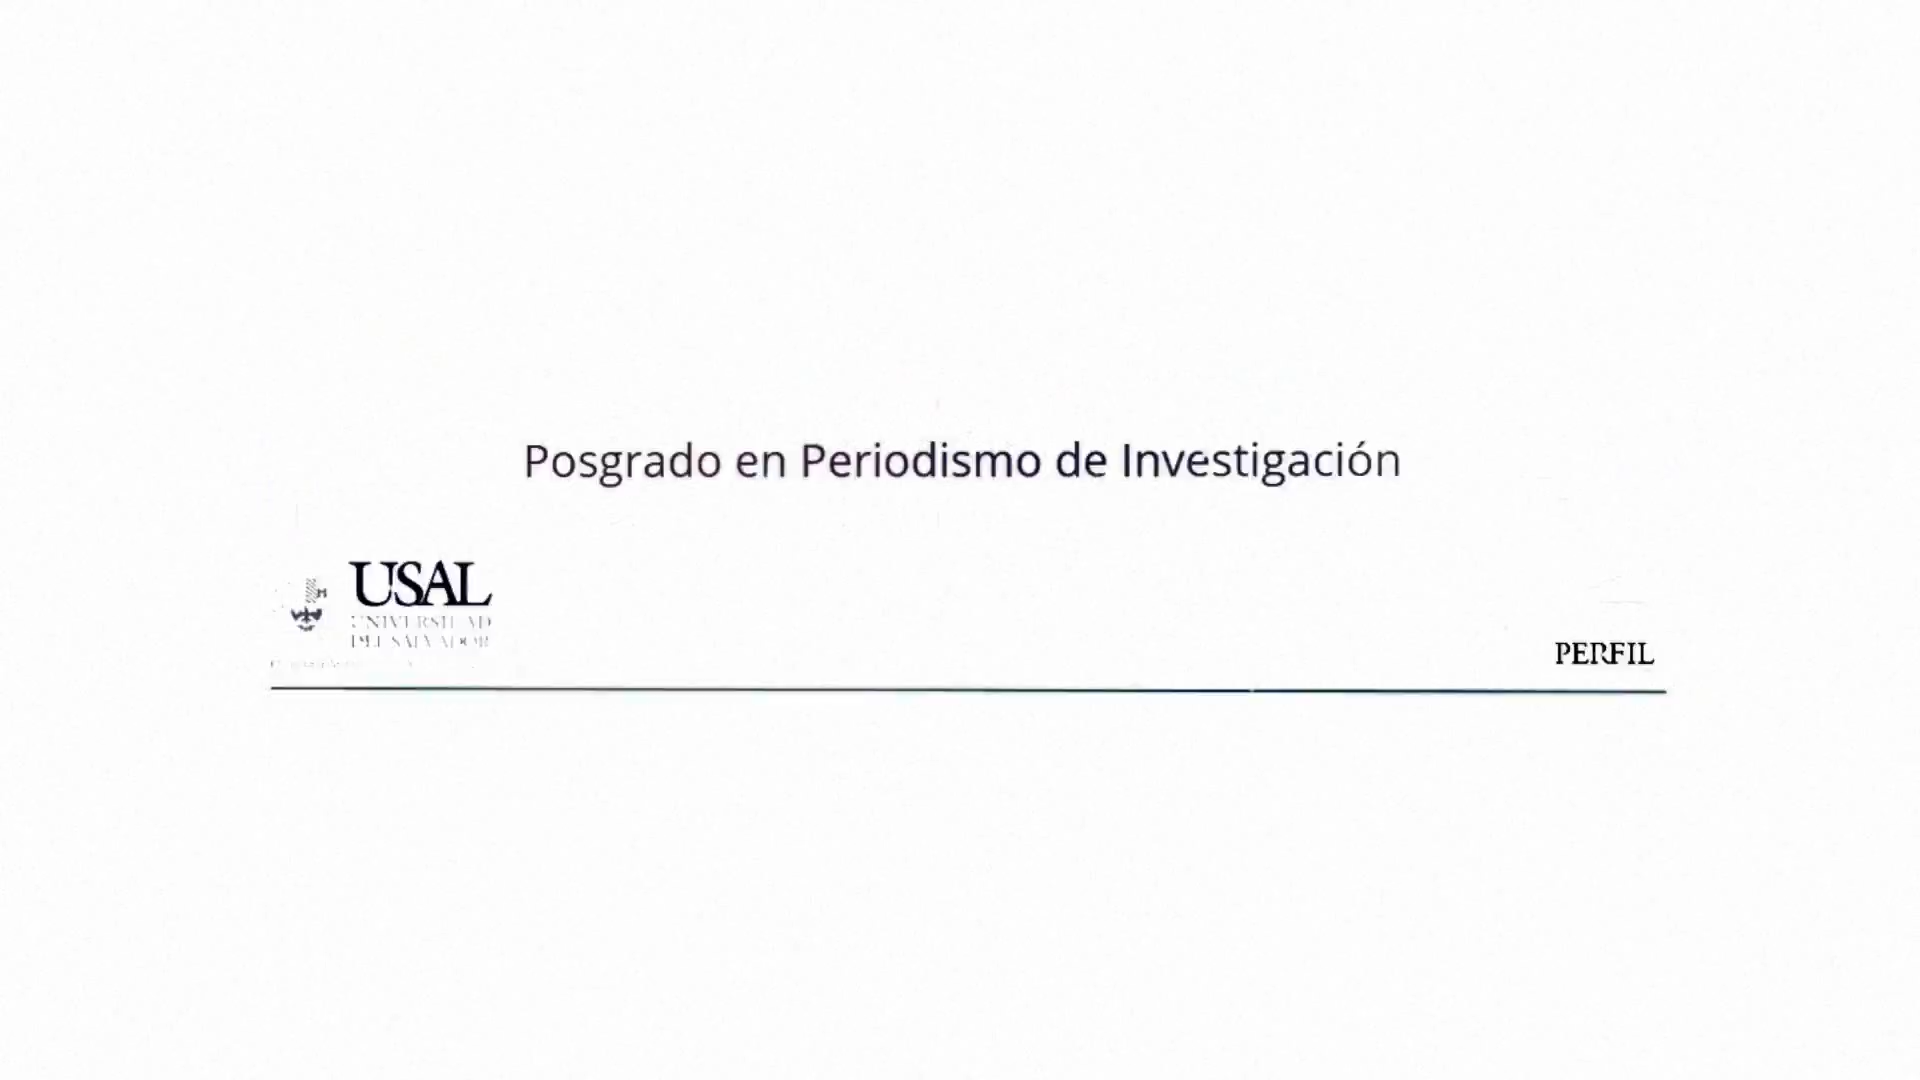 Posgrado en Periodismo de Investigación
USAL
UNIVERSIDAD
DEL SALVADOR
PERFIL